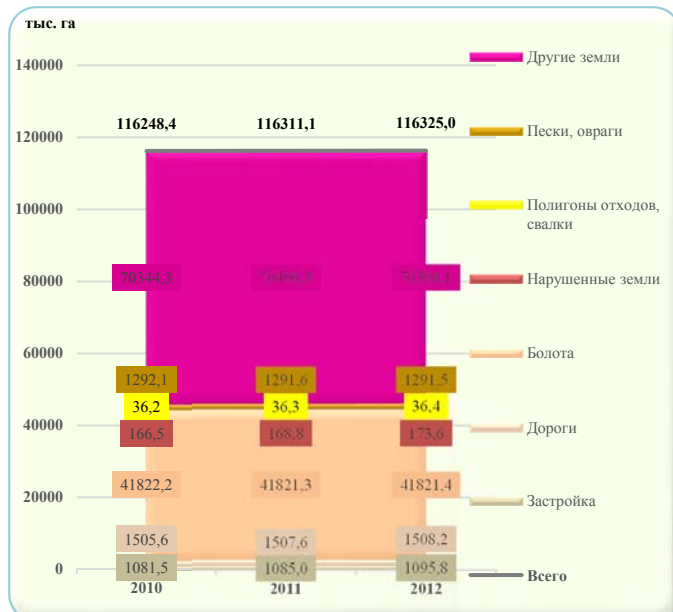 тыс. га
140000
120000
100000
80000
60000
40000
20000
0
116248,4 116311,1 116325,0
70344,3
1292,1 1291,6 1291,5
36,2 36,3 36,4
166,5 168,8 173,6
41822,2 41821,3 41821,4
1505,6 1507,6 1508,2
1081,5 1085,0 1095,8
2010 2011 2012
Другие земли
Пески, овраги
Полигоны отходов,
свалки
Нарушенные земли
Болота
Дороги
Застройка
Всего